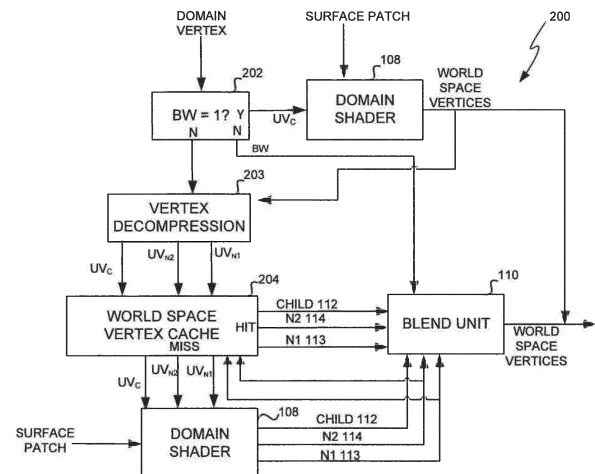 DOMAIN
VERTEX
SURFACE PATCH
200
202
108
BW = 1? Y
N N
UVC
DOMAIN
SHADER
WORLD
SPACE
VERTICES
BW
203
VERTEX
DECOMPRESSION
UVC UVN2 UVN1
204
WORLD SPACE
VERTEX CACHE
HIT
MISS
CHILD 112
N2 114
N1 113
110
BLEND UNIT
WORLD
SPACE
VERTICES
UVC UVN2 UVN1
108
SURFACE
PATCH
DOMAIN
SHADER
CHILD 112
N2 114
N1 113